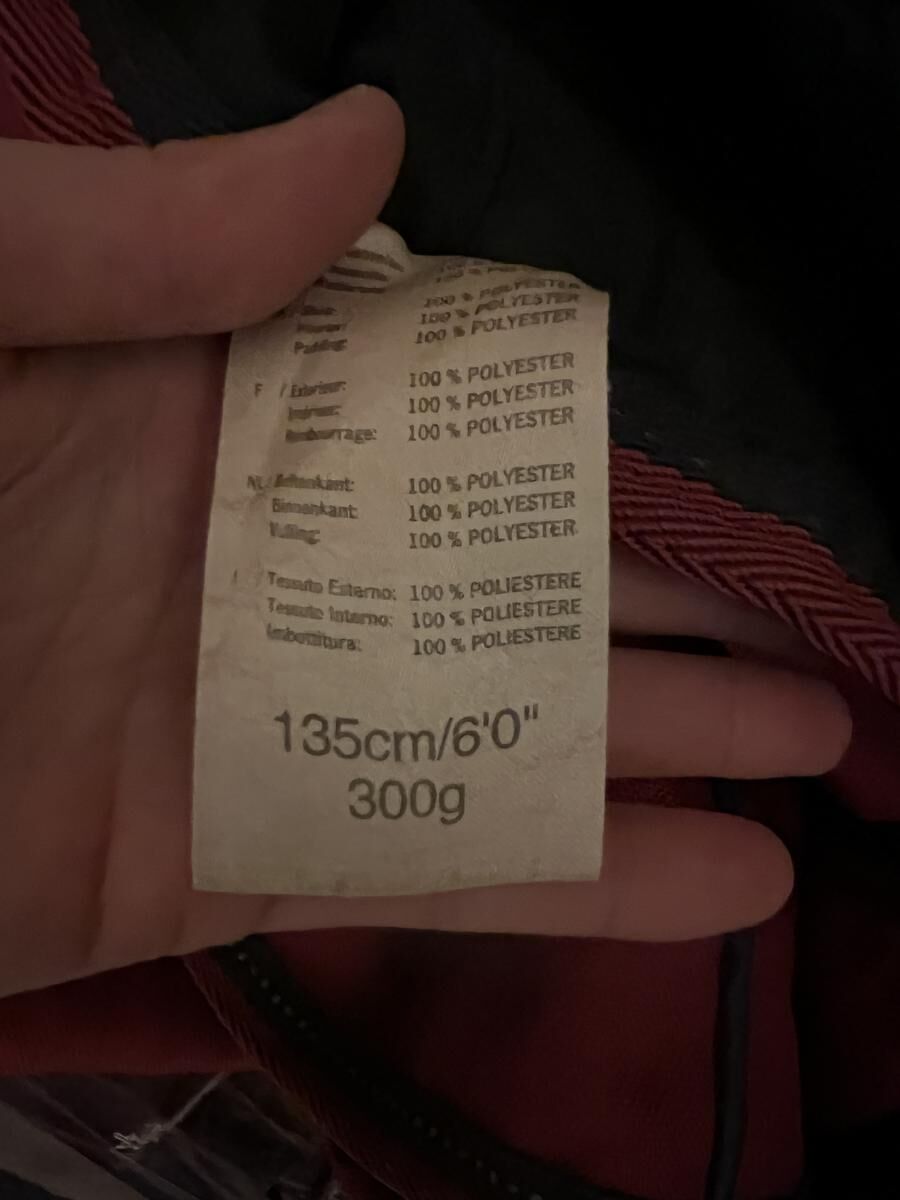 100 % POLYESTER
100 % POLYESTER
Padding: 100 % POLYESTER
F / Exterieur: 100 % POLYESTER
100 % POLYESTER
Rembourrage: 100 % POLYESTER
NL / Buitenkant: 100 % POLYESTER
Binnenkant: 100 % POLYESTER
Vulling: 100 % POLYESTER
I Tessuto Esterno: 100 % POLIESTERE
Tessuto Interno: 100 % POLIESTERE
Imbottitura: 100 % POLIESTERE
135cm/6'0"
300g